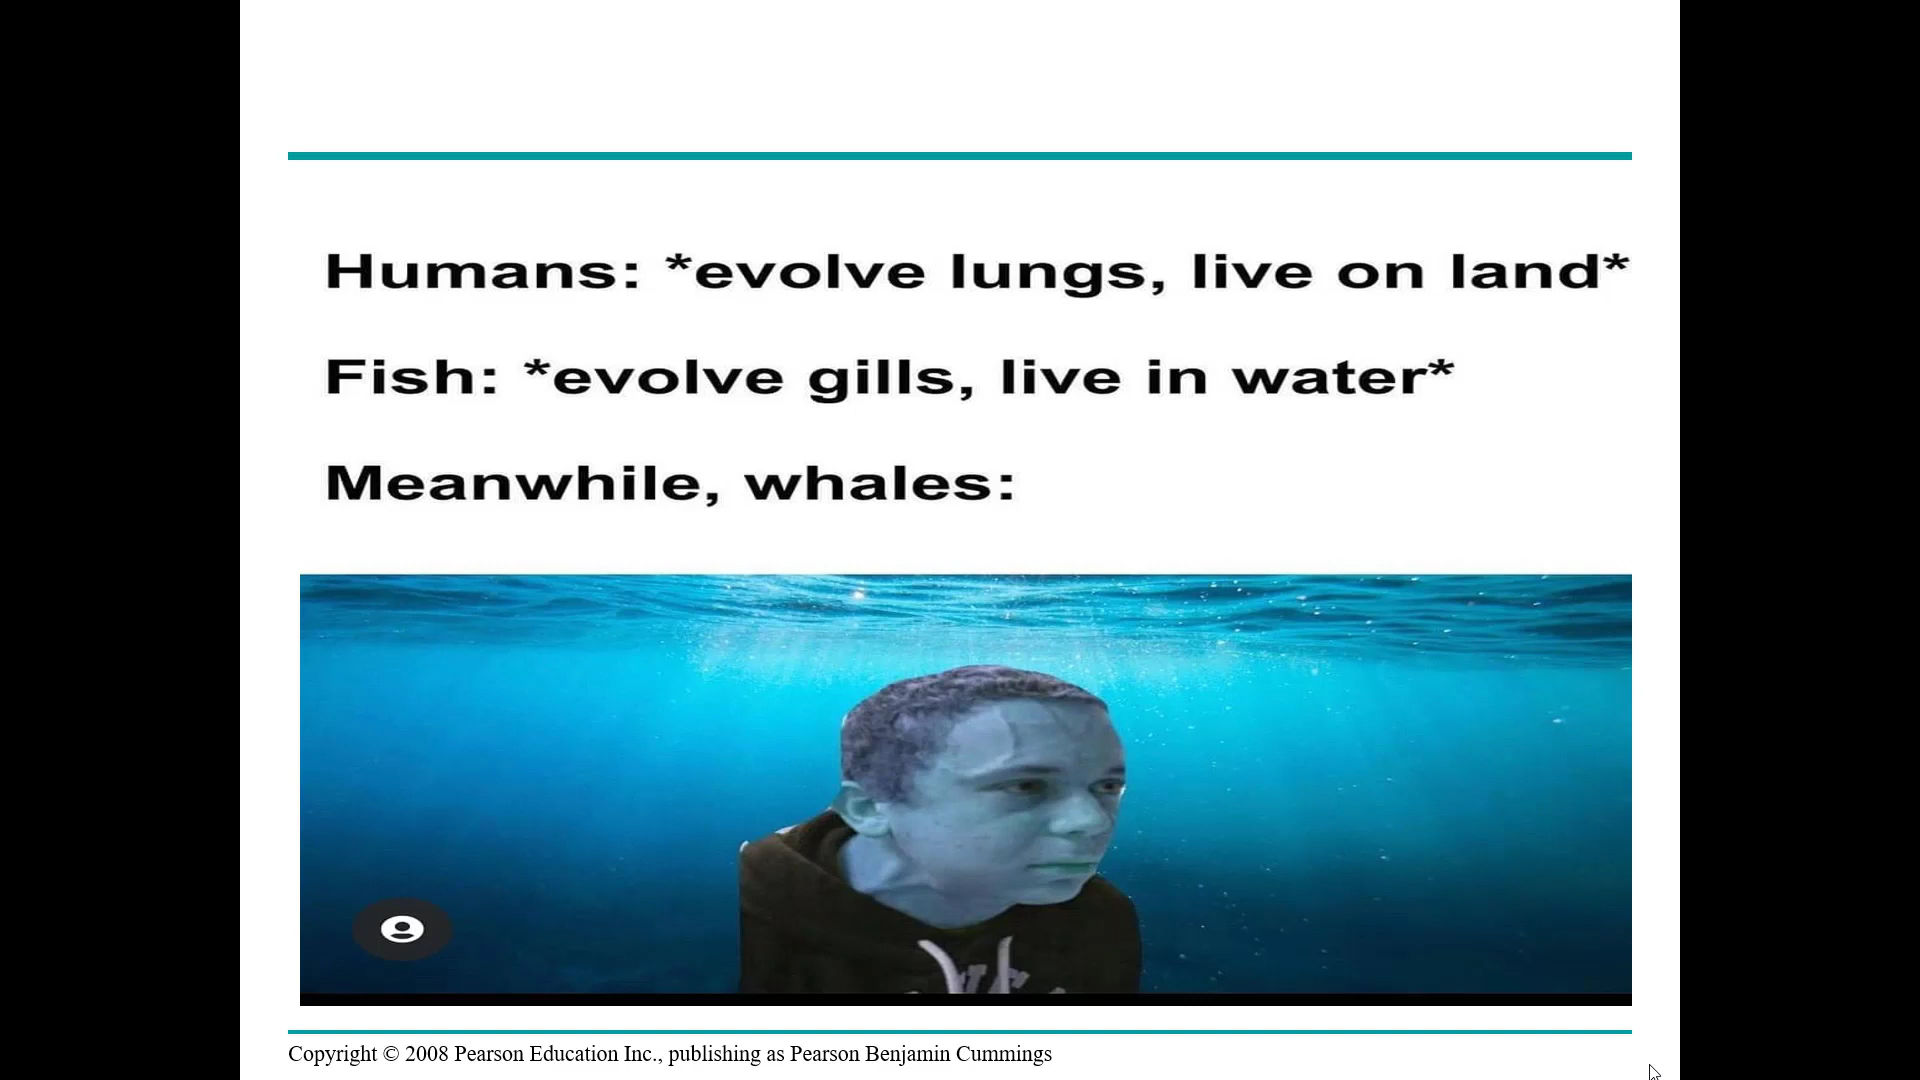 Humans: *evolve lungs, live on land*
Fish: *evolve gills, live in water*
Meanwhile, whales:
Copyright © 2008 Pearson Education Inc., publishing as Pearson Benjamin Cummings